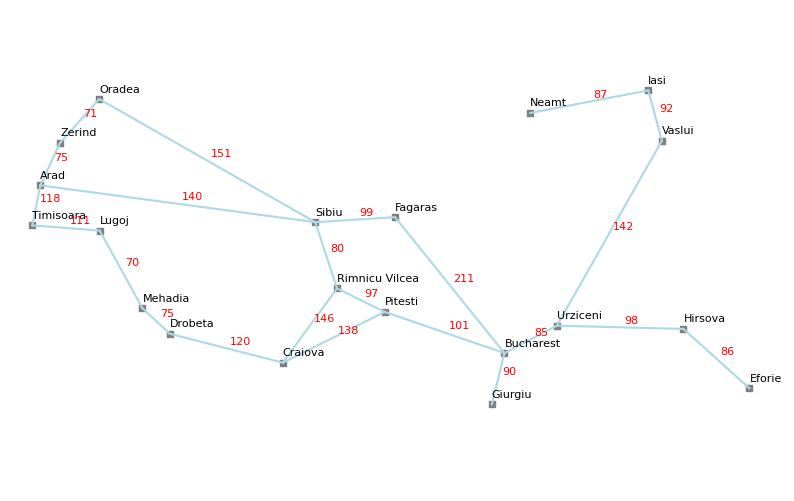 Iasi
Oradea
87
Neamt
92
71
Zerind
Vaslui
151
75
Arad
140
118
Timisoara
111
Lugoj
Sibiu
99
Fagaras
142
80
70
Rimnicu Vilcea
211
97
Mehadia
Pitesti
75
Drobeta
146
138
101
Urziceni
98
Hirsova
85
120
Craiova
Bucharest
86
90
Eforie
Giurgiu